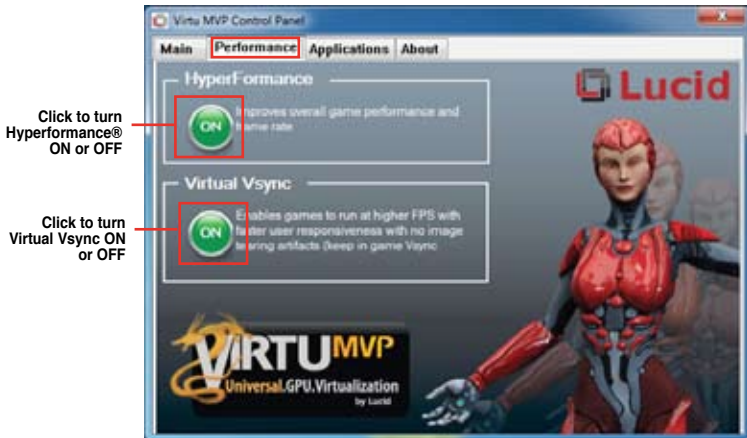 Virtu MVP Control Panel
Main Performance Applications About
HyperFormance
Lucid
Click to turn
Hyperformance®
ON or OFF
ON
Improves overall game performance and
frame rate
Virtual Vsync
Click to turn
Virtual Vsync ON
or OFF
ON
Enables games to run at higher FPS with
faster user responsiveness with no image
tearing artifacts (keep in game Vsync
VIRTU MVP
Universal.GPU.Virtualization
by Lucid